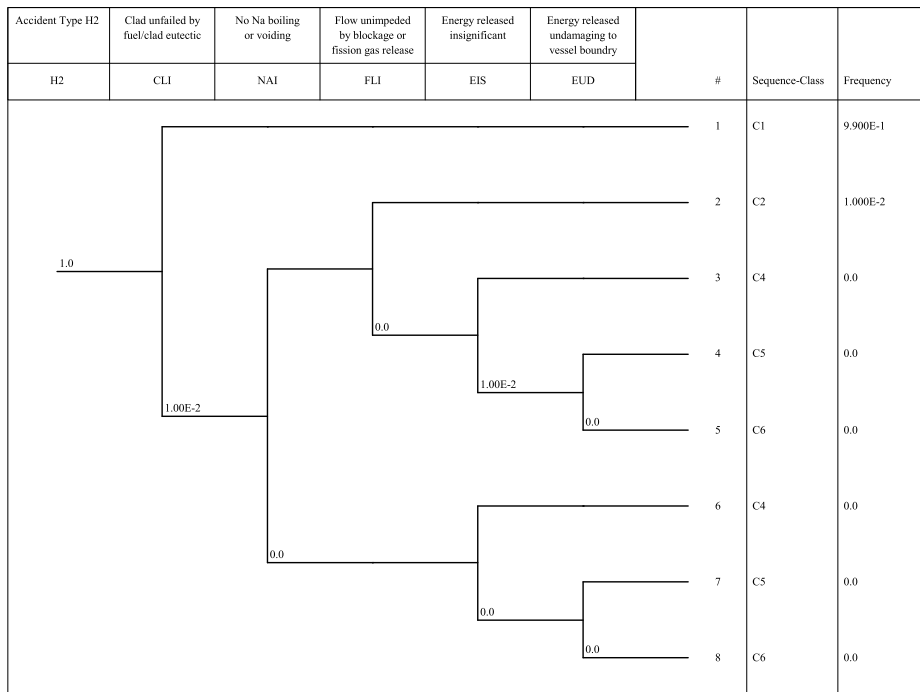 Accident Type H2
Clad unfailed by
fuel/clad eutectic
No Na boiling
or voiding
Flow unimpeded
by blockage or
fission gas release
Energy released
insignificant
Energy released
undamaging to
vessel boundry
H2
CLI
NAI
FLI
EIS
EUD
#
Sequence-Class
Frequency
1 C1 9.900E-1
2 C2 1.000E-2
1.0
3 C4 0.0
0.0
4 C5 0.0
1.00E-2
1.00E-2
0.0
5 C6 0.0
6 C4 0.0
0.0
7 C5 0.0
0.0
0.0
8 C6 0.0